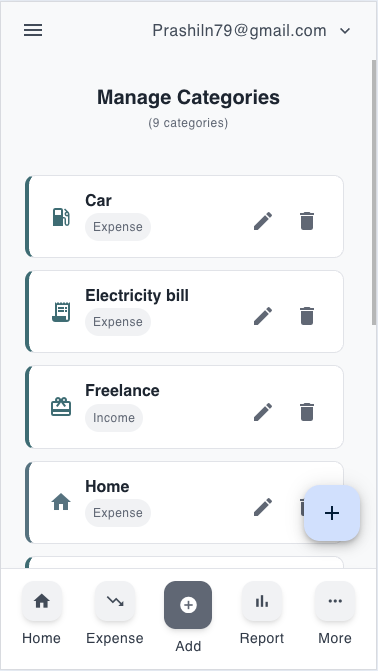 Prashiln79@gmail.com
Manage Categories
(9 categories)
Car
Expense
Electricity bill
Expense
Freelance
Income
Home
Expense
Home
Expense
Add
Report
More